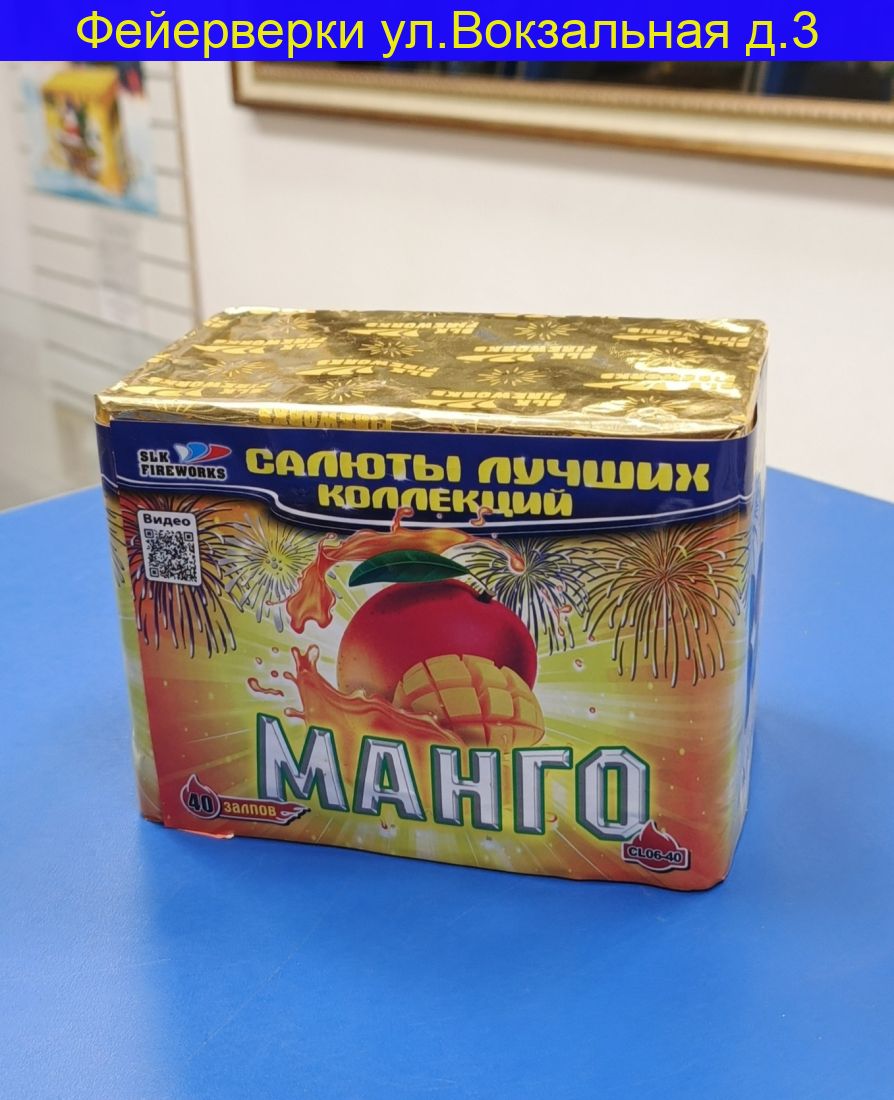 Фейерверки ул.Вокзальная д.3
SLK
FIREWORKS
САЛЮТЫ ЛУЧШИХ
КОЛЛЕКЦИЙ
Видео
МАНГО
40 ЗАЛПОВ
CL06-40